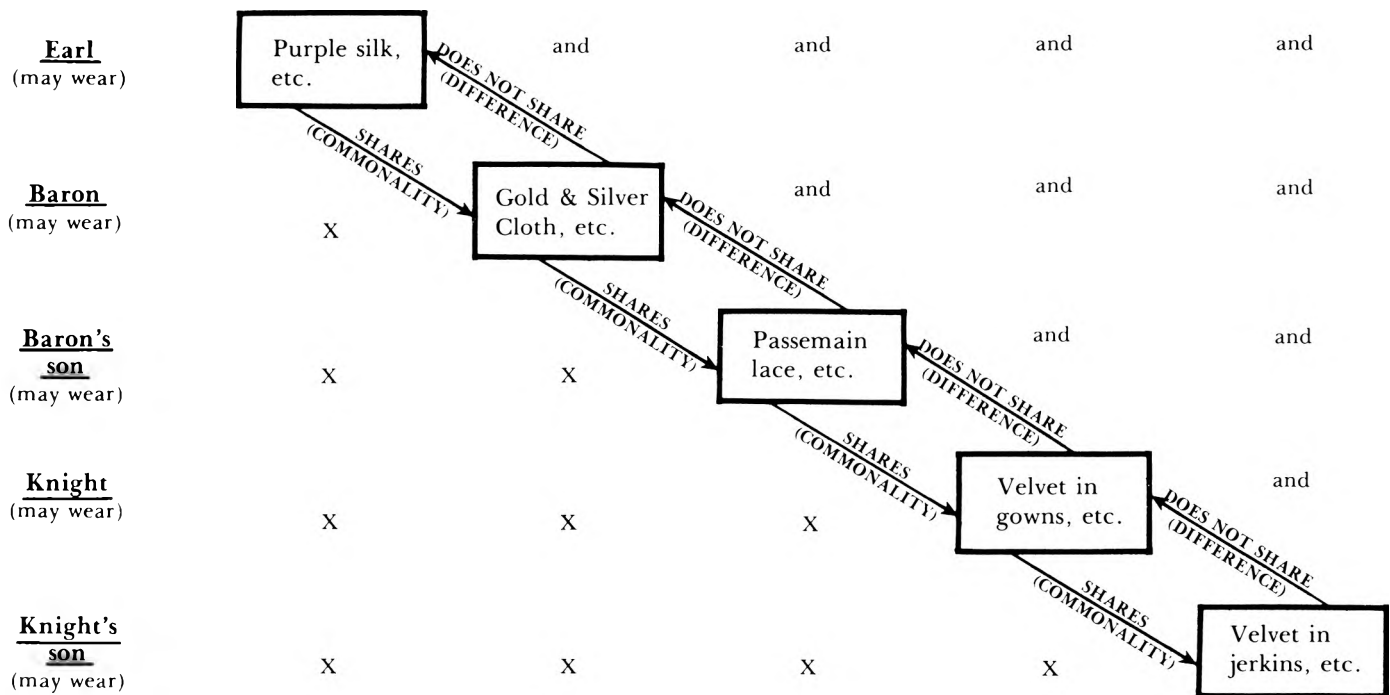 Earl
(may wear)
Purple silk,
etc.
and
and
and
and
DOES NOT SHARE
(DIFFERENCE)
SHARES
(COMMONALITY)
Baron
(may wear)
X
Gold & Silver
Cloth, etc.
and
and
and
DOES NOT SHARE
(DIFFERENCE)
SHARES
(COMMONALITY)
Baron's
son
(may wear)
X
X
Passemain
lace, etc.
and
and
DOES NOT SHARE
(DIFFERENCE)
SHARES
(COMMONALITY)
Knight
(may wear)
X
X
X
Velvet in
gowns, etc.
and
DOES NOT SHARE
(DIFFERENCE)
SHARES
(COMMONALITY)
Knight's
son
(may wear)
X
X
X
X
Velvet in
jerkins, etc.